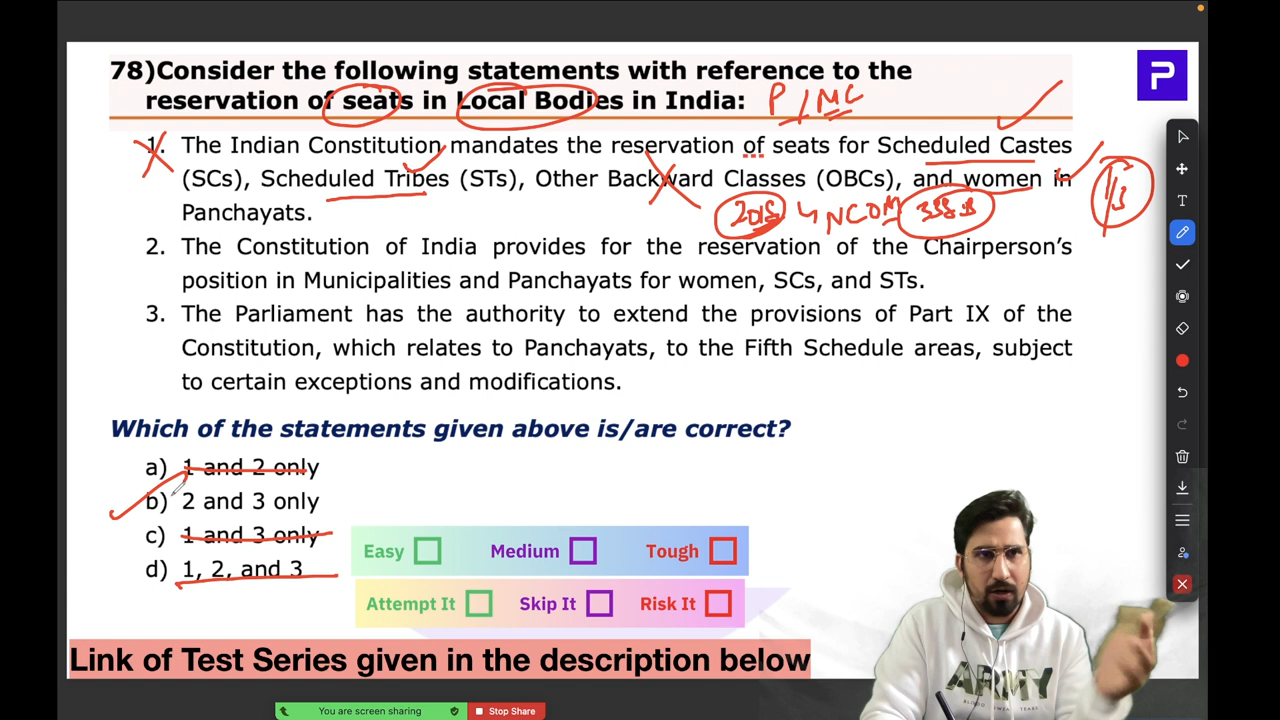 78)Consider the following statements with reference to the
reservation of seats in Local Bodies in India:
P/MC
1. The Indian Constitution mandates the reservation of seats for Scheduled Castes
(SCs), Scheduled Tribes (STs), Other Backward Classes (OBCs), and women in
1/3
Panchayats.
2018 NCOM 338B
2. The Constitution of India provides for the reservation of the Chairperson's
position in Municipalities and Panchayats for women, SCs, and STs.
3. The Parliament has the authority to extend the provisions of Part IX of the
Constitution, which relates to Panchayats, to the Fifth Schedule areas, subject
to certain exceptions and modifications.
Which of the statements given above is/are correct?
a) 1 and 2 only
b) 2 and 3 only
c) 1 and 3 only
d) 1, 2, and 3
Easy Medium Tough
Attempt It Skip It Risk It
Link of Test Series given in the description below
ARMY
You are screen sharing Stop Share
P
T